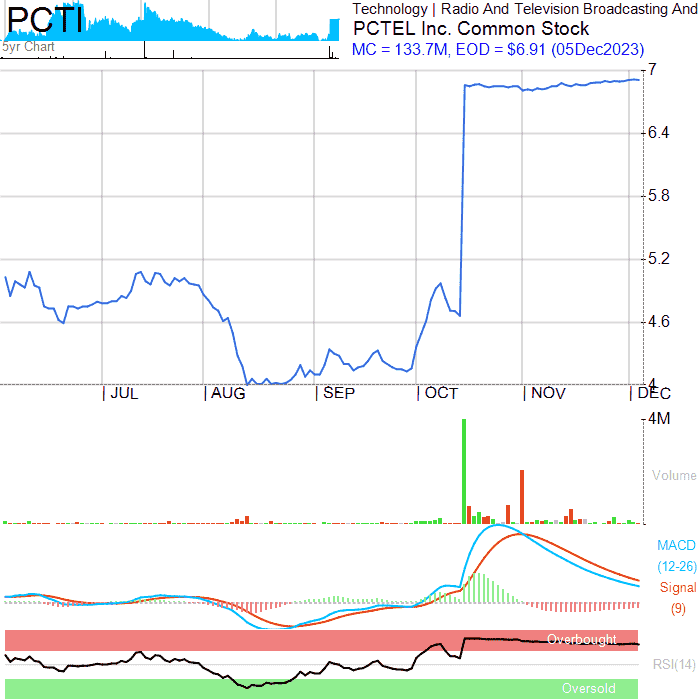 PCTI
5yr Chart
Technology | Radio And Television Broadcasting And
PCTEL Inc. Common Stock
MC = 133.7M, EOD = $6.91 (05Dec2023)
7
6.4
5.8
5.2
4.6
4
| JUL | AUG | SEP | OCT | NOV | DEC
4M
Volume
MACD
(12-26)
Signal
(9)
Overbought
RSI(14)
Oversold